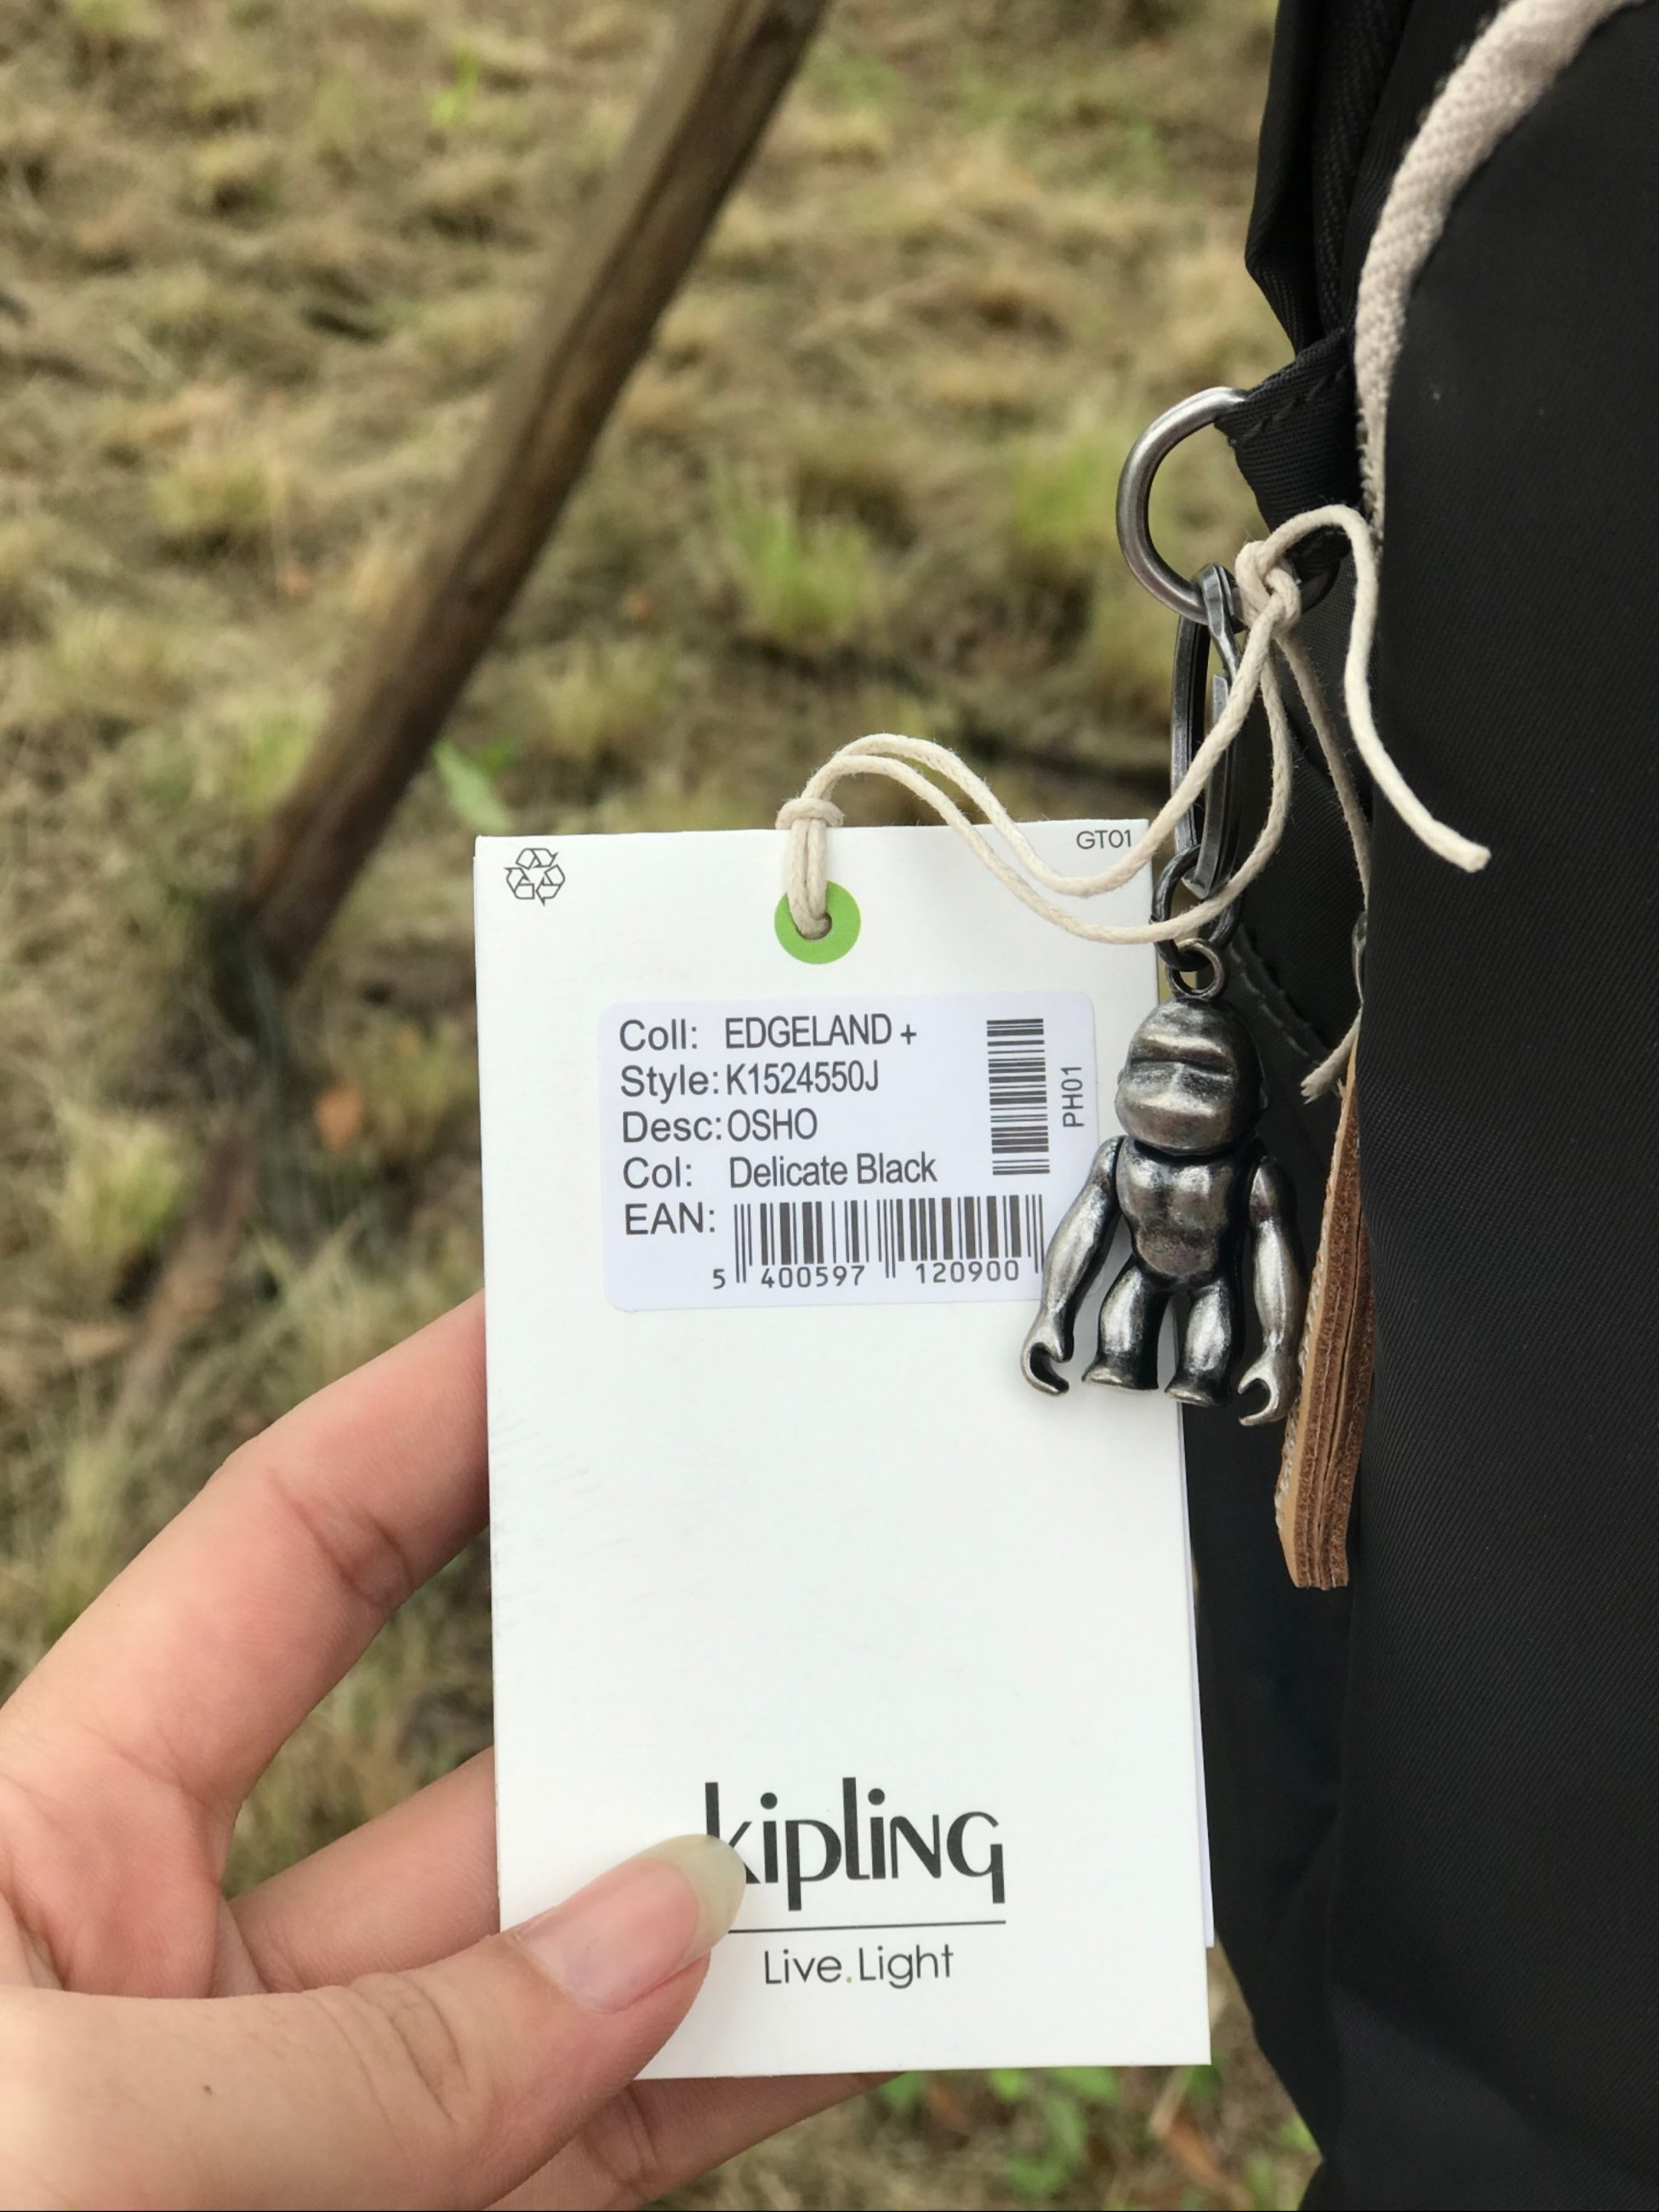 GT01
Coll: EDGELAND +
Style: K1524550J
Desc: OSHO
Col: Delicate Black
EAN:
5 400597 120900
PH01
kipling
Live.Light